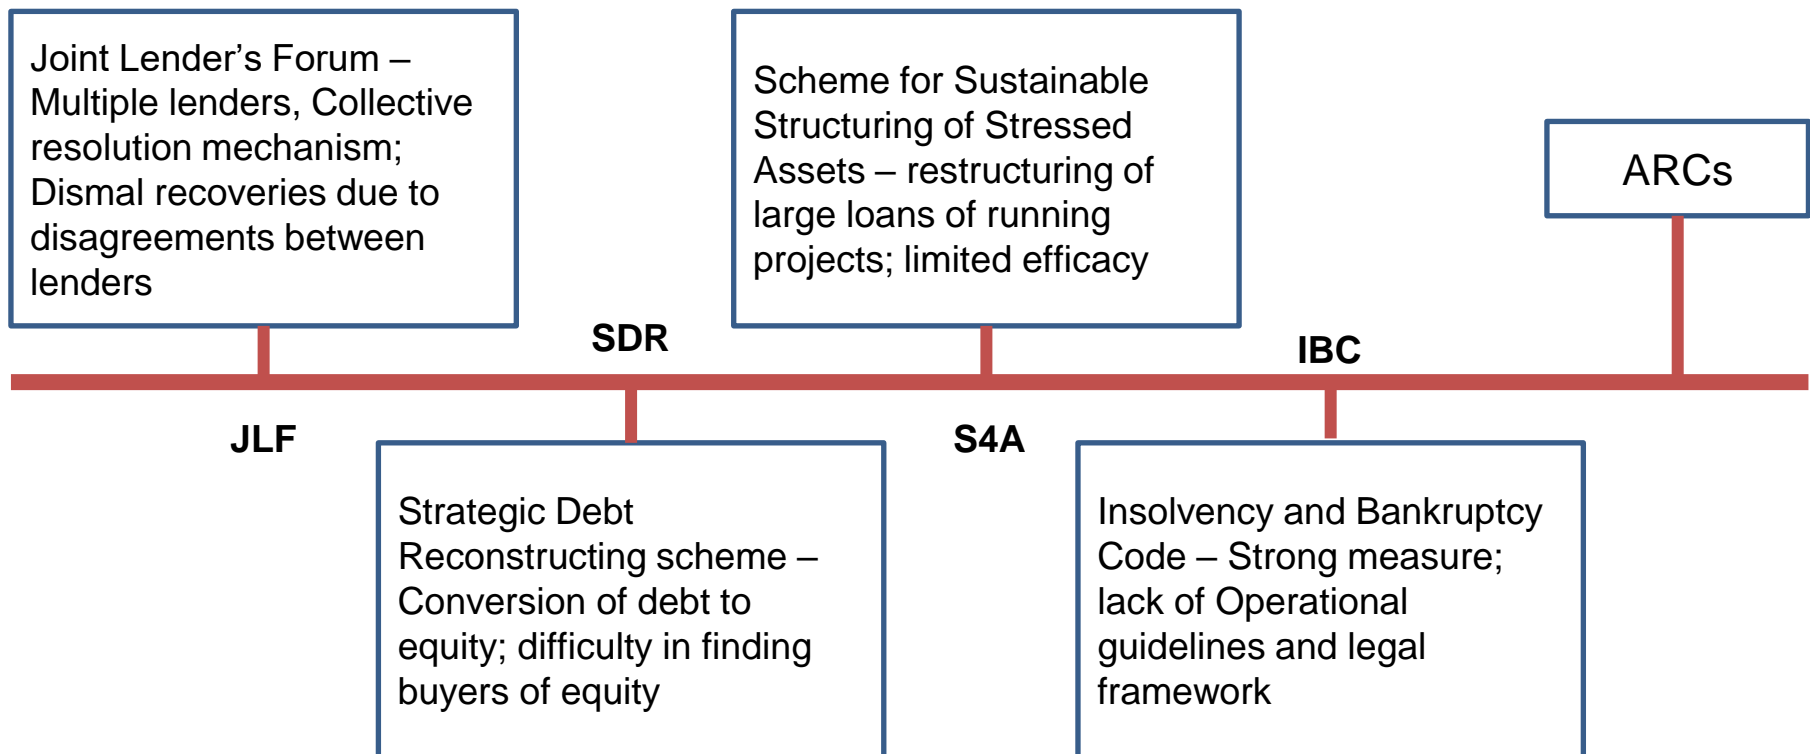 Joint Lender’s Forum –
Multiple lenders, Collective
resolution mechanism;
Dismal recoveries due to
disagreements between
lenders
Scheme for Sustainable
Structuring of Stressed
Assets – restructuring of
large loans of running
projects; limited efficacy
ARCs
SDR
IBC
JLF
S4A
Strategic Debt
Reconstructing scheme –
Conversion of debt to
equity; difficulty in finding
buyers of equity
Insolvency and Bankruptcy
Code – Strong measure;
lack of Operational
guidelines and legal
framework